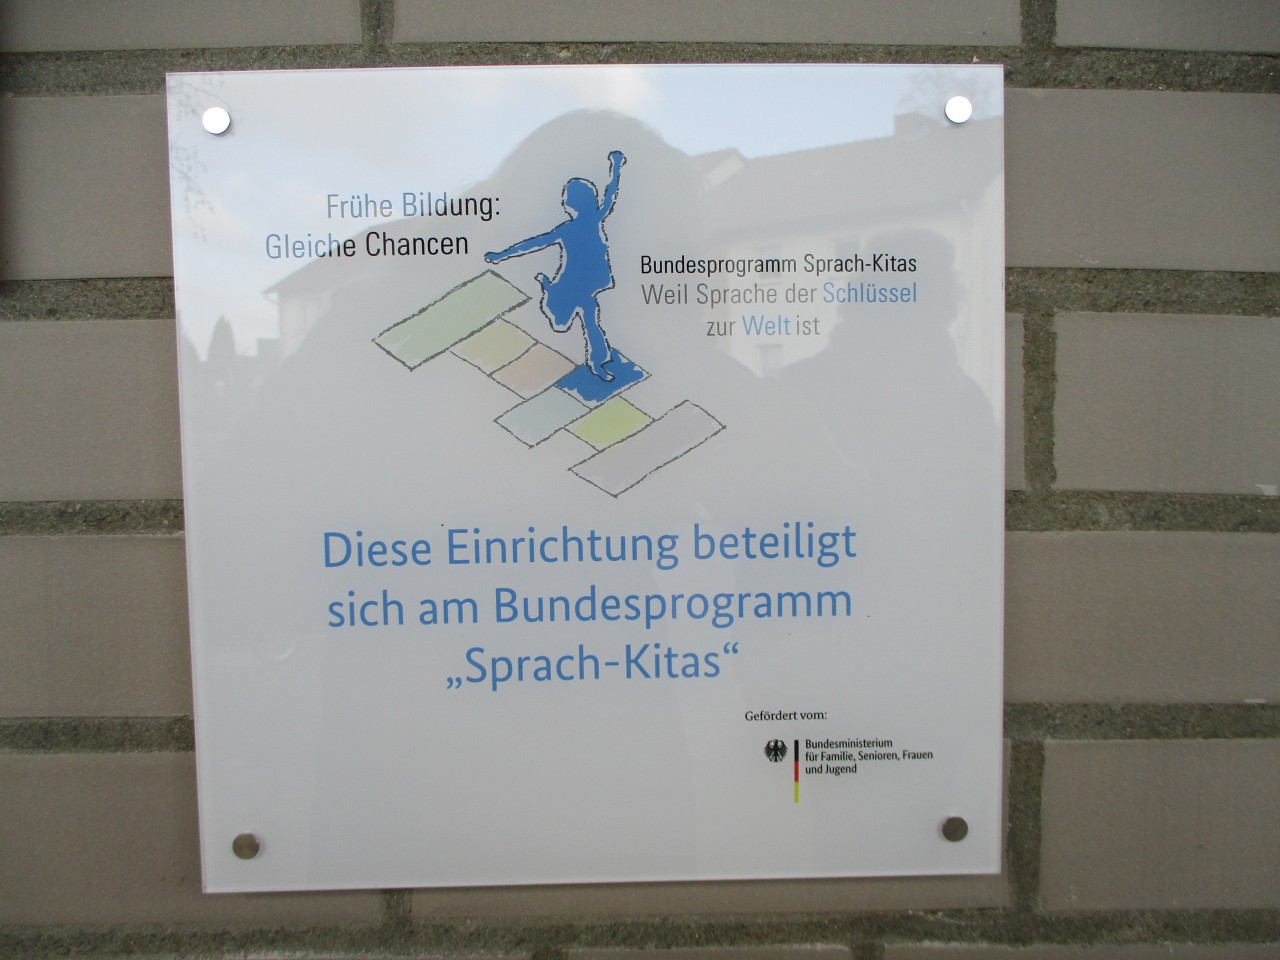 Frühe Bildung:
Gleiche Chancen
Bundesprogramm Sprach-Kitas
Weil Sprache der Schlüssel
zur Welt ist
Diese Einrichtung beteiligt
sich am Bundesprogramm
„Sprach-Kitas“
Gefördert vom:
Bundesministerium
für Familie, Senioren, Frauen
und Jugend